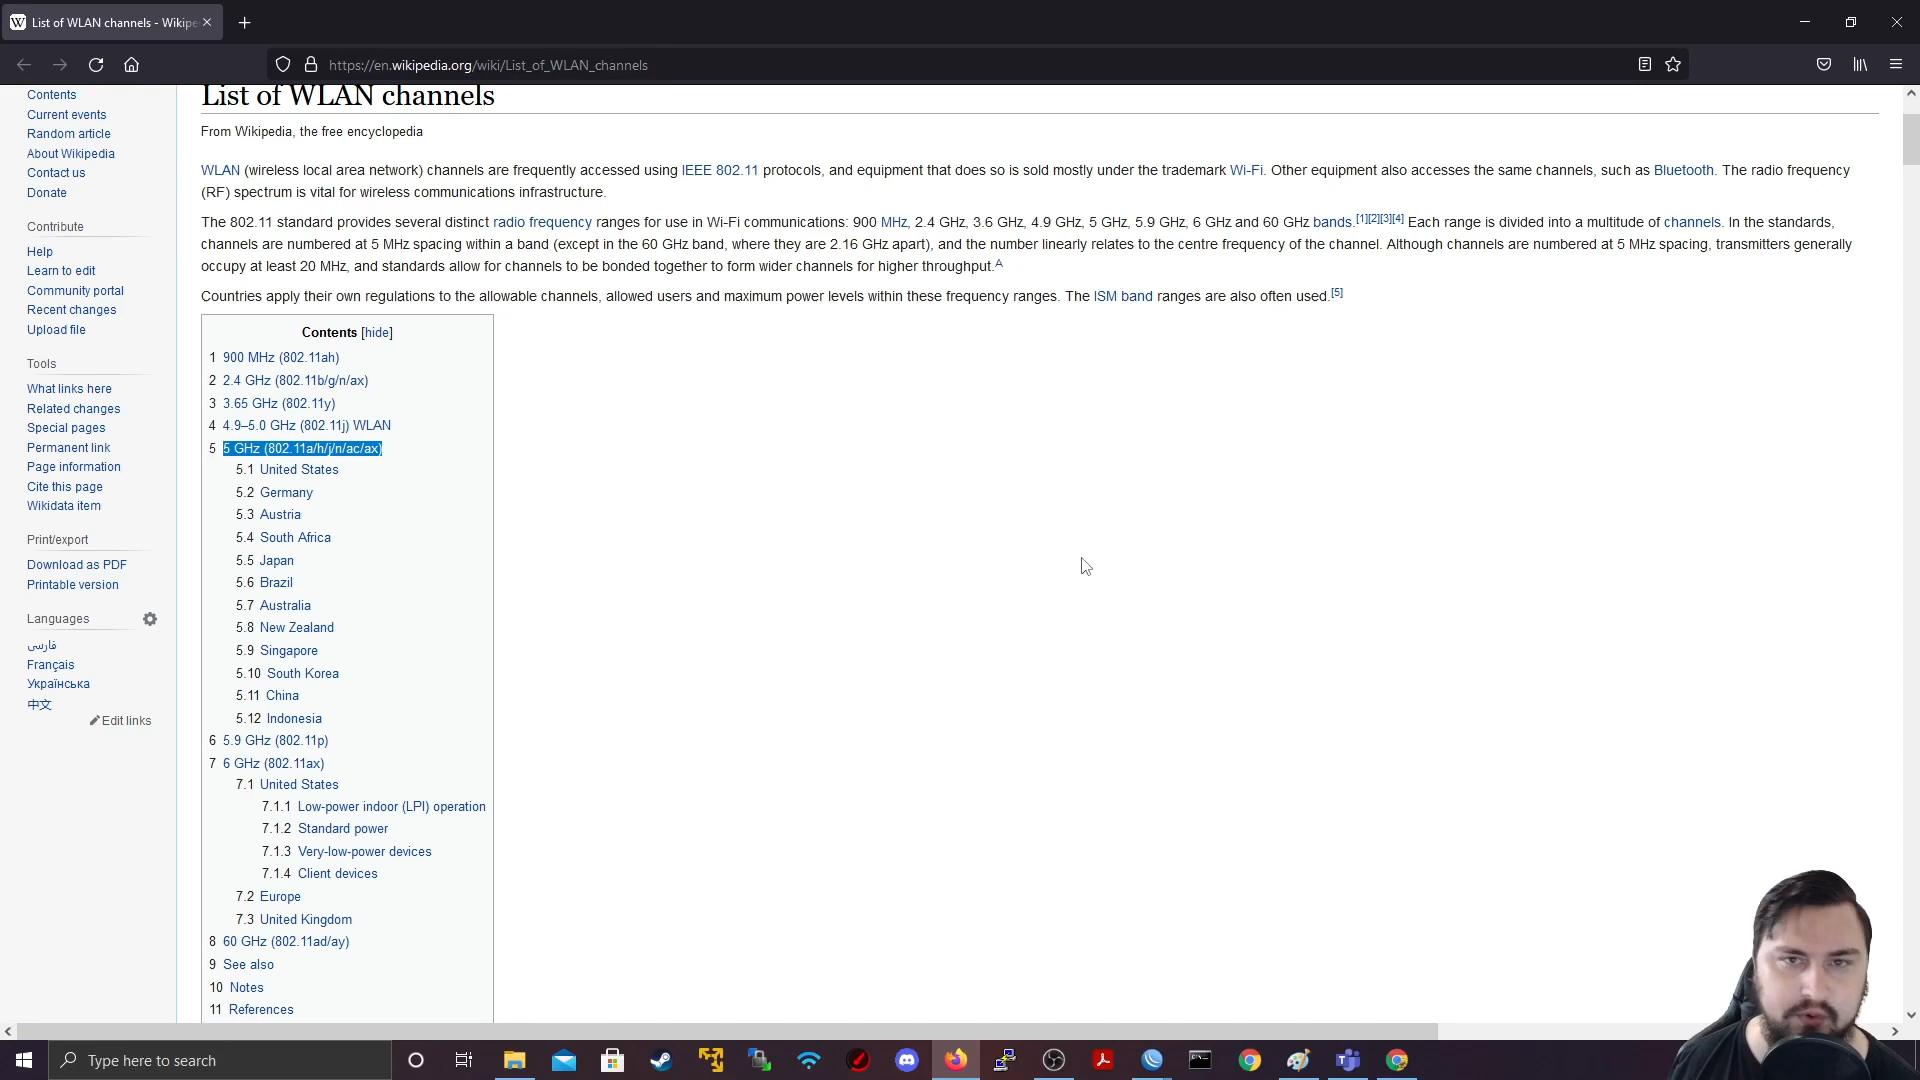 List of WLAN channels - Wikipe
https://en.wikipedia.org/wiki/List_of_WLAN_channels
Contents
Current events
Random article
About Wikipedia
Contact us
Donate
Contribute
Help
Learn to edit
Community portal
Recent changes
Upload file
Tools
What links here
Related changes
Special pages
Permanent link
Page information
Cite this page
Wikidata item
Print/export
Download as PDF
Printable version
Languages
فارسی
Français
Українська
中文
Edit links
List of WLAN channels
From Wikipedia, the free encyclopedia
WLAN (wireless local area network) channels are frequently accessed using IEEE 802.11 protocols, and equipment that does so is sold mostly under the trademark Wi-Fi. Other equipment also accesses the same channels, such as Bluetooth. The radio frequency
(RF) spectrum is vital for wireless communications infrastructure.
The 802.11 standard provides several distinct radio frequency ranges for use in Wi-Fi communications: 900 MHz, 2.4 GHz, 3.6 GHz, 4.9 GHz, 5 GHz, 5.9 GHz, 6 GHz and 60 GHz bands.[1][2][3][4] Each range is divided into a multitude of channels. In the standards,
channels are numbered at 5 MHz spacing within a band (except in the 60 GHz band, where they are 2.16 GHz apart), and the number linearly relates to the centre frequency of the channel. Although channels are numbered at 5 MHz spacing, transmitters generally
occupy at least 20 MHz, and standards allow for channels to be bonded together to form wider channels for higher throughput.A
Countries apply their own regulations to the allowable channels, allowed users and maximum power levels within these frequency ranges. The ISM band ranges are also often used.[5]
Contents [hide]
1 900 MHz (802.11ah)
2 2.4 GHz (802.11b/g/n/ax)
3 3.65 GHz (802.11y)
4 4.9–5.0 GHz (802.11j) WLAN
5 5 GHz (802.11a/h/j/n/ac/ax)
5.1 United States
5.2 Germany
5.3 Austria
5.4 South Africa
5.5 Japan
5.6 Brazil
5.7 Australia
5.8 New Zealand
5.9 Singapore
5.10 South Korea
5.11 China
5.12 Indonesia
6 5.9 GHz (802.11p)
7 6 GHz (802.11ax)
7.1 United States
7.1.1 Low-power indoor (LPI) operation
7.1.2 Standard power
7.1.3 Very-low-power devices
7.1.4 Client devices
7.2 Europe
7.3 United Kingdom
8 60 GHz (802.11ad/ay)
9 See also
10 Notes
11 References
Type here to search